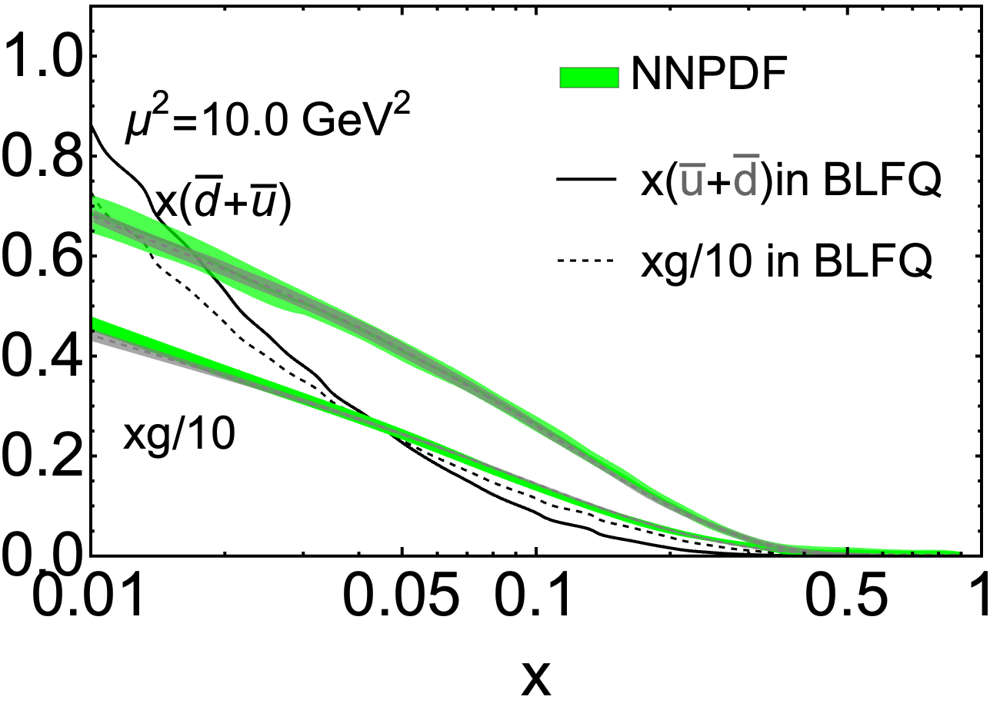 1.0
0.8
0.6
0.4
0.2
0.0
μ²=10.0 GeV²
x(d̅+u̅)
xg/10
NNPDF
x(u̅+d̅)in BLFQ
xg/10 in BLFQ
0.01 0.05 0.1 0.5 1
x